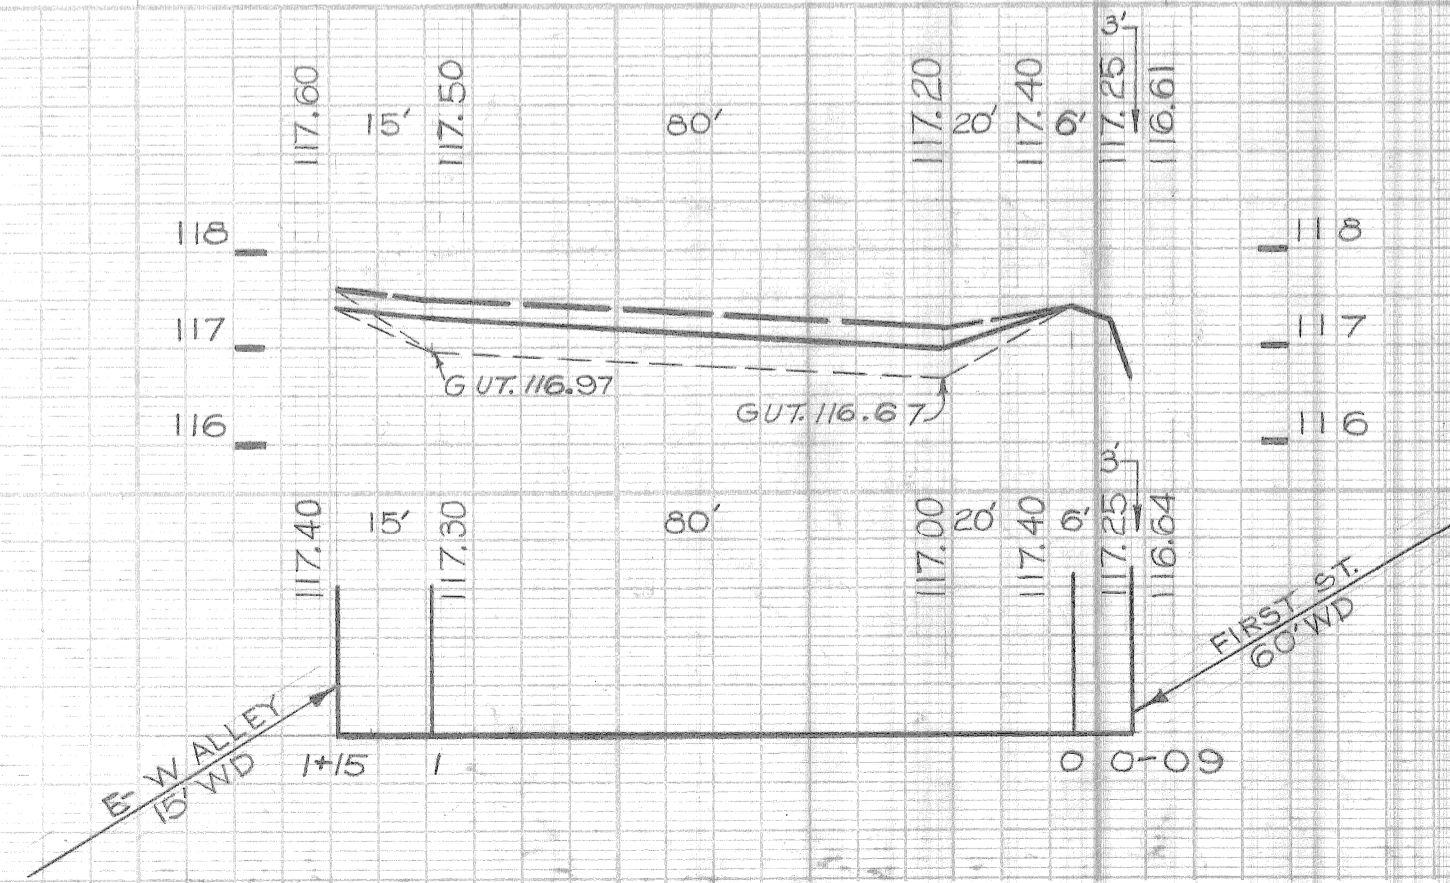 3'
117.60 15' 117.50 80' 117.20 20' 117.40 6' 117.25 116.61
118 118
117 117
GUT. 116.97
GUT. 116.67
116 116
3'
117.40 15' 117.30 80' 117.00 20' 117.40 6' 117.25 116.64
FIRST ST.
60' WD
E-W ALLEY
15' WD
1+15 1 0 0-09